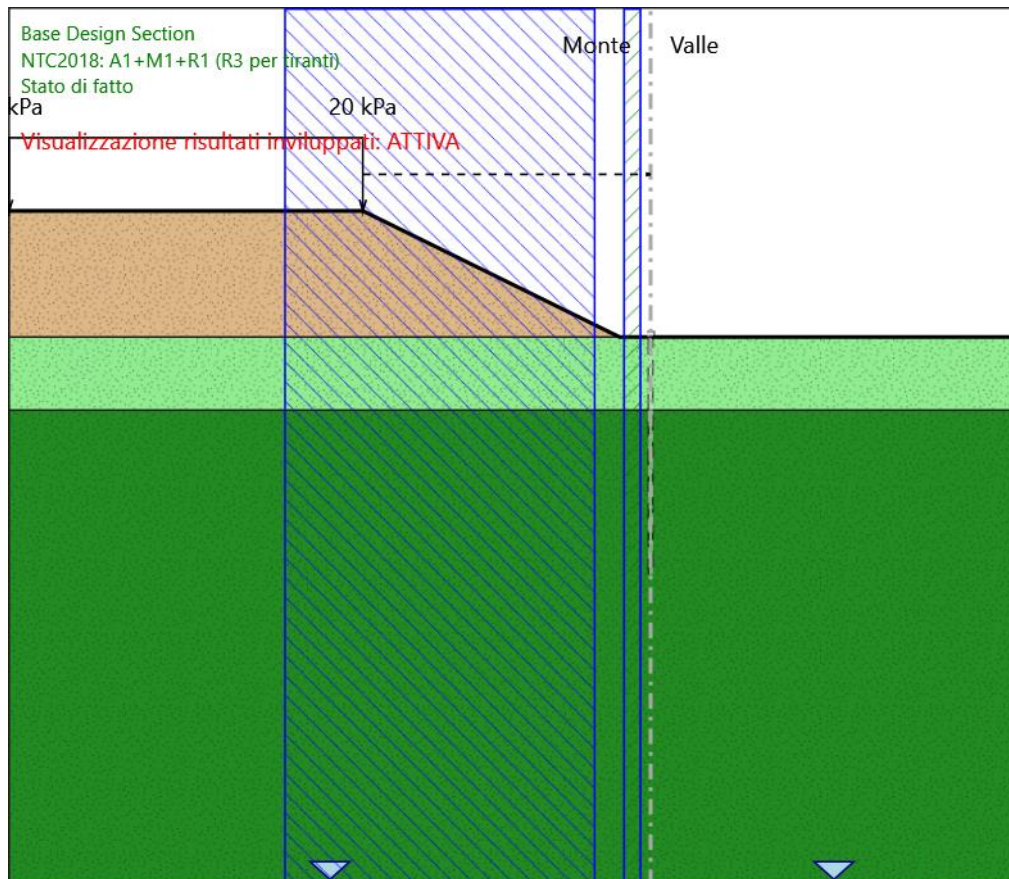 Base Design Section
NTC2018: A1+M1+R1 (R3 per tiranti)
Stato di fatto
Monte
Valle
kPa
20 kPa
Visualizzazione risultati inviluppati: ATTIVA